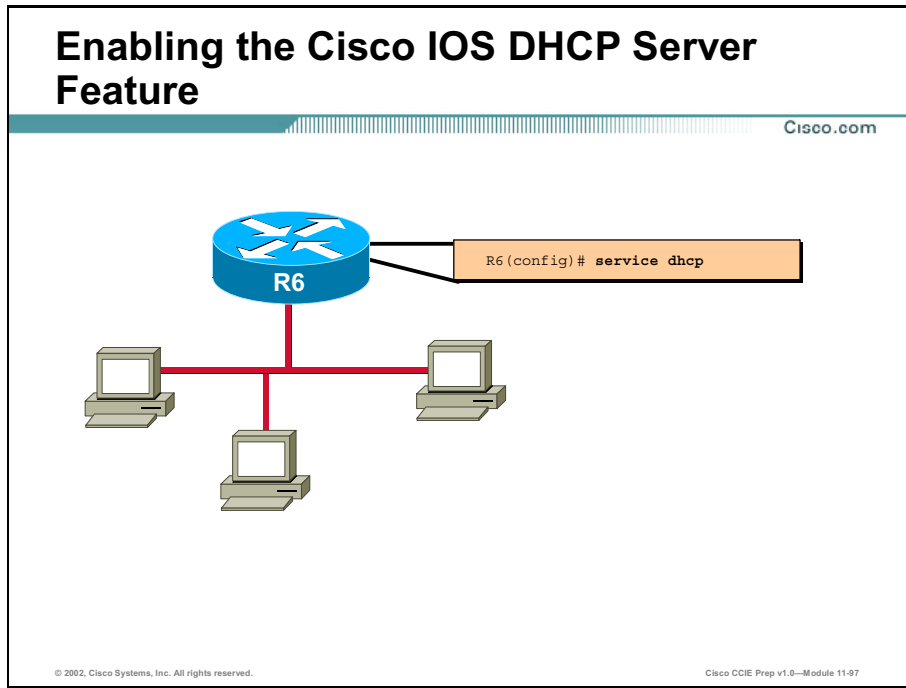 Enabling the Cisco IOS DHCP Server
Feature
Cisco.com
R6(config)# service dhcp
R6
© 2002, Cisco Systems, Inc. All rights reserved.
Cisco CCIE Prep v1.0—Module 11-97